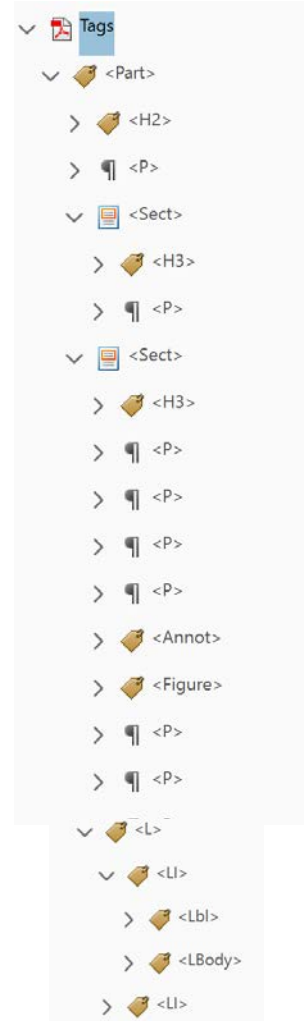 Tags
<Part>
<H2>
<P>
<Sect>
<H3>
<P>
<Sect>
<H3>
<P>
<P>
<P>
<P>
<Annot>
<Figure>
<P>
<P>
<L>
<LI>
<Lbl>
<LBody>
<LI>